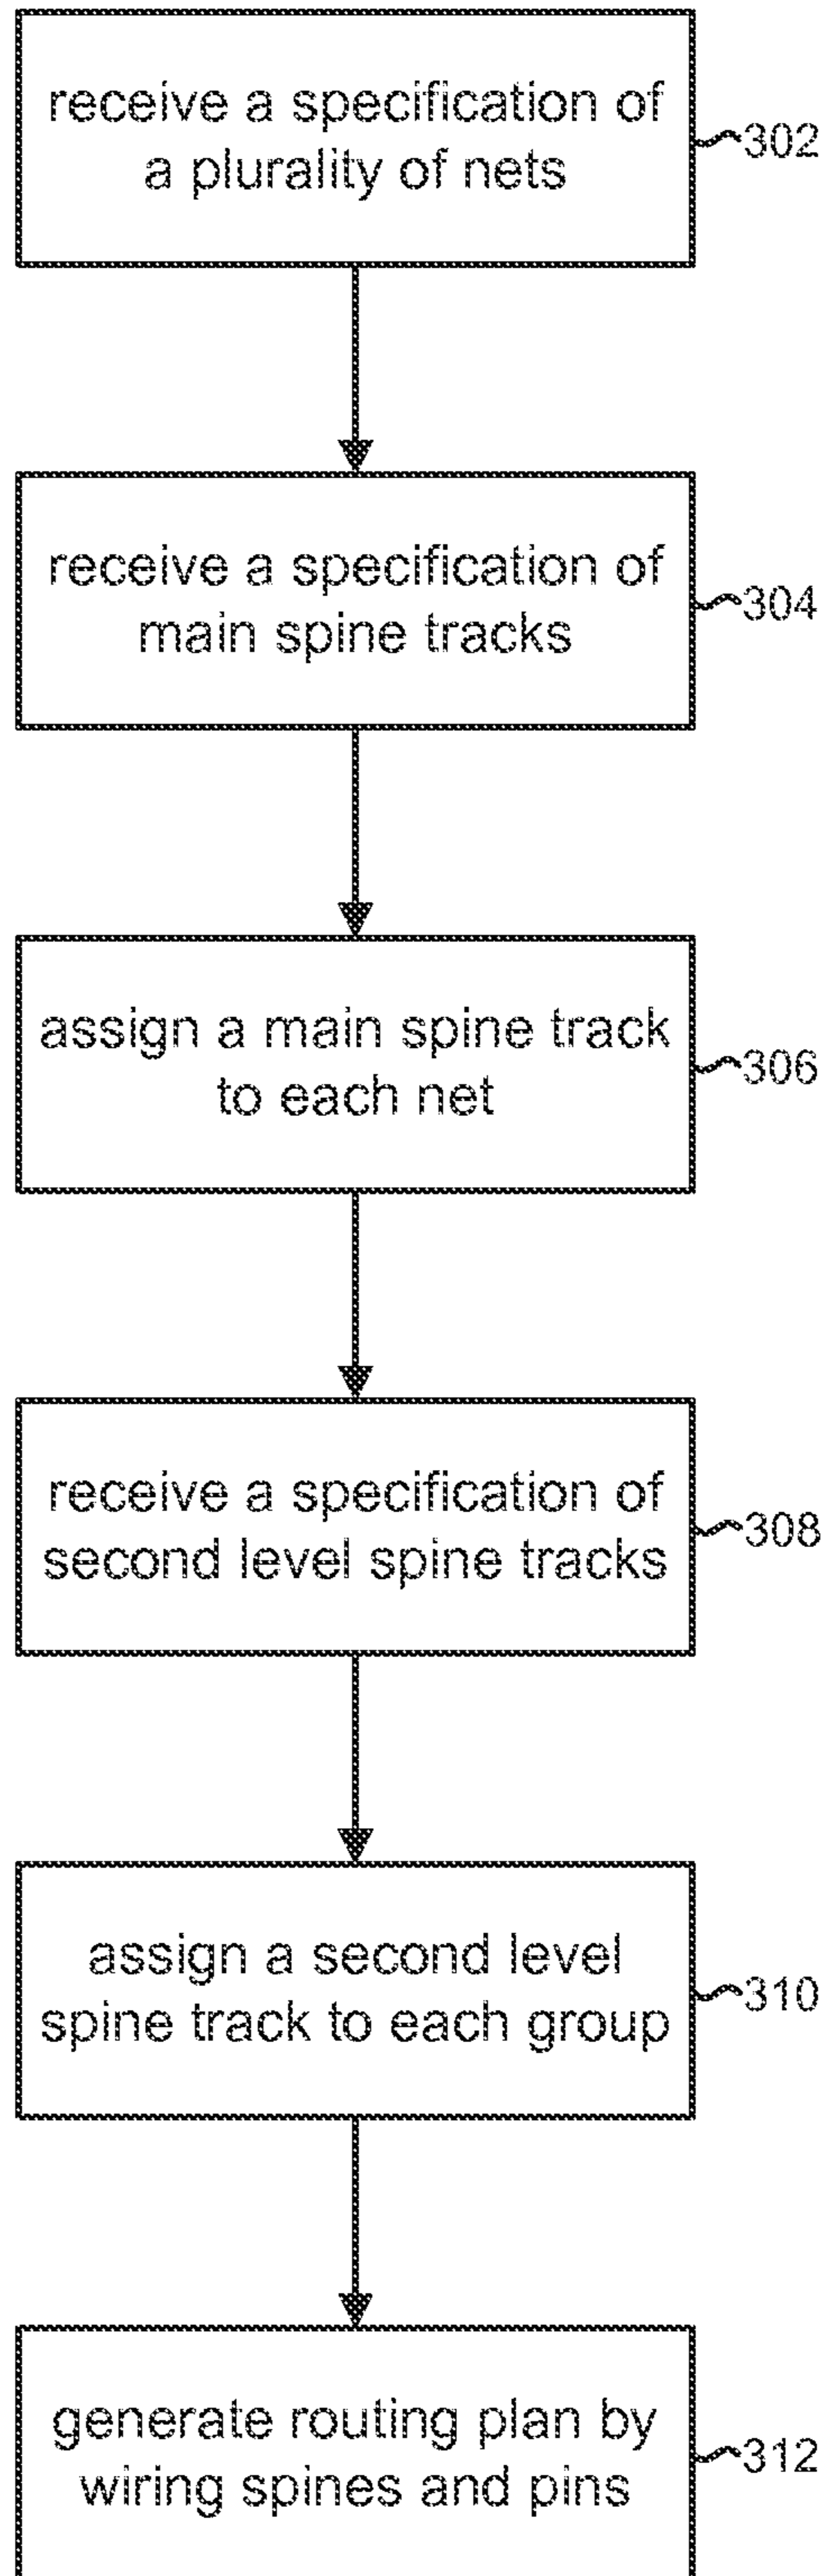 receive a specification of
a plurality of nets
302
receive a specification of
main spine tracks
304
assign a main spine track
to each net
306
receive a specification of
second level spine tracks
308
assign a second level
spine track to each group
310
generate routing plan by
wiring spines and pins
312